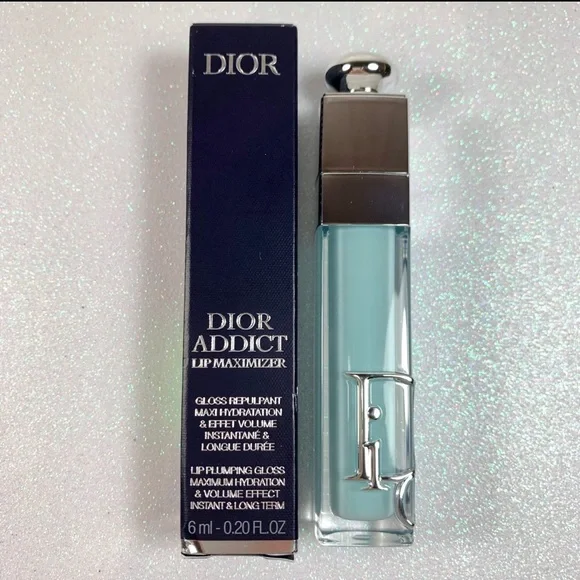 DIOR
DIOR
ADDICT
LIP MAXIMIZER
GLOSS REPULPANT
MAXI HYDRATATION
& EFFET VOLUME
INSTANTANÉ &
LONGUE DURÉE
LIP PLUMPING GLOSS
MAXIMUM HYDRATION
& VOLUME EFFECT
INSTANT & LONG TERM
6 ml - 0.20 FL.OZ